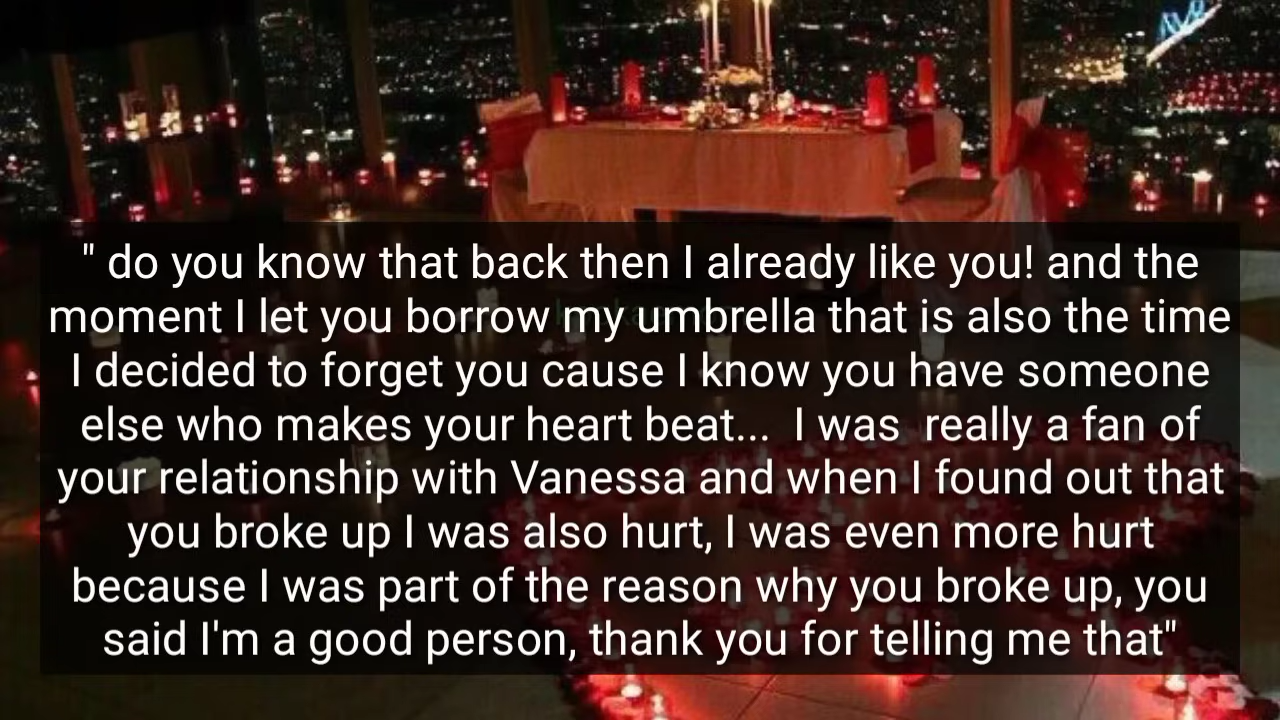 " do you know that back then I already like you! and the
moment I let you borrow my umbrella that is also the time
I decided to forget you cause I know you have someone
else who makes your heart beat...  I was  really a fan of
your relationship with Vanessa and when I found out that
you broke up I was also hurt, I was even more hurt
because I was part of the reason why you broke up, you
said I'm a good person, thank you for telling me that"